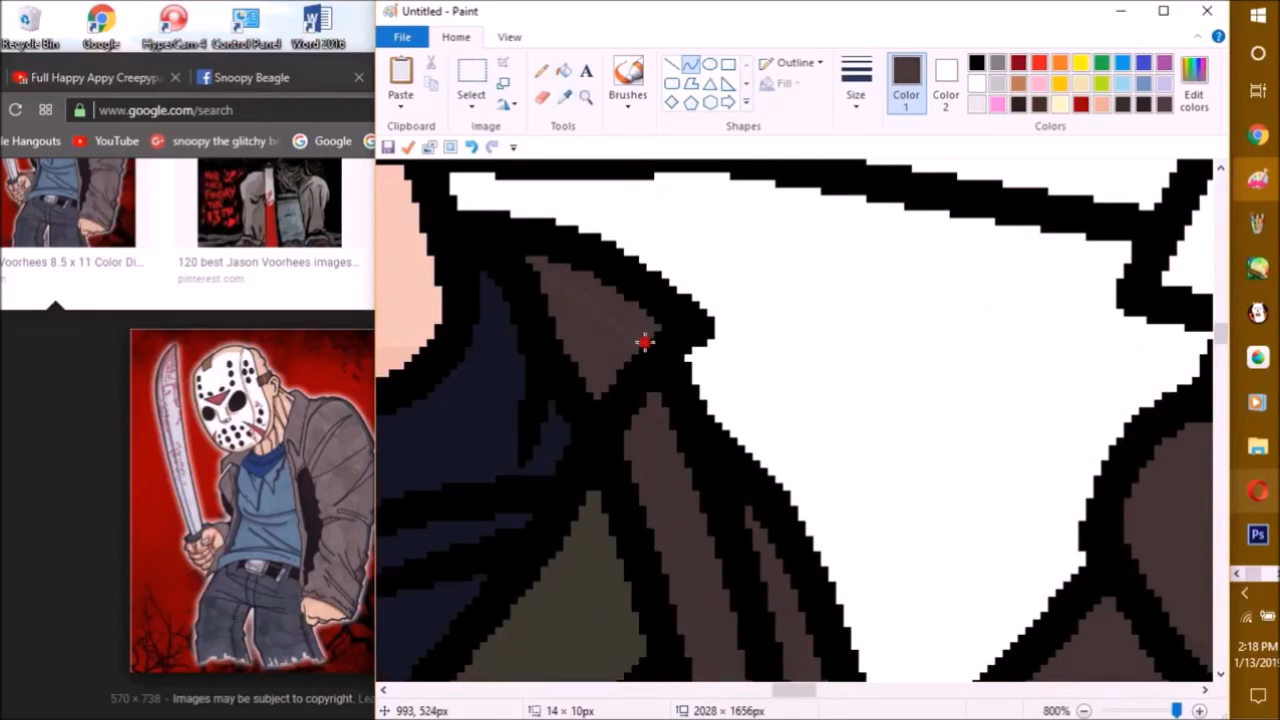 Recycle Bin
Google
HyperCam 4
Control Panel
Word 2016
Untitled - Paint
File
Home
View
Full Happy Appy Creepypa
Snoopy Beagle
www.google.com/search
le Hangouts
YouTube
snoopy the glitchy b
Google
Paste
Select
Brushes
Outline
Fill
Size
Color
1
Color
2
Edit
colors
Clipboard
Image
Tools
Shapes
Colors
Voorhees 8.5 x 11 Color Di...
120 best Jason Voorhees images...
pinterest.com
570 × 738 - Images may be subject to copyright.
993, 524px
14 × 10px
2028 × 1656px
800%
Ps
2:18 PM